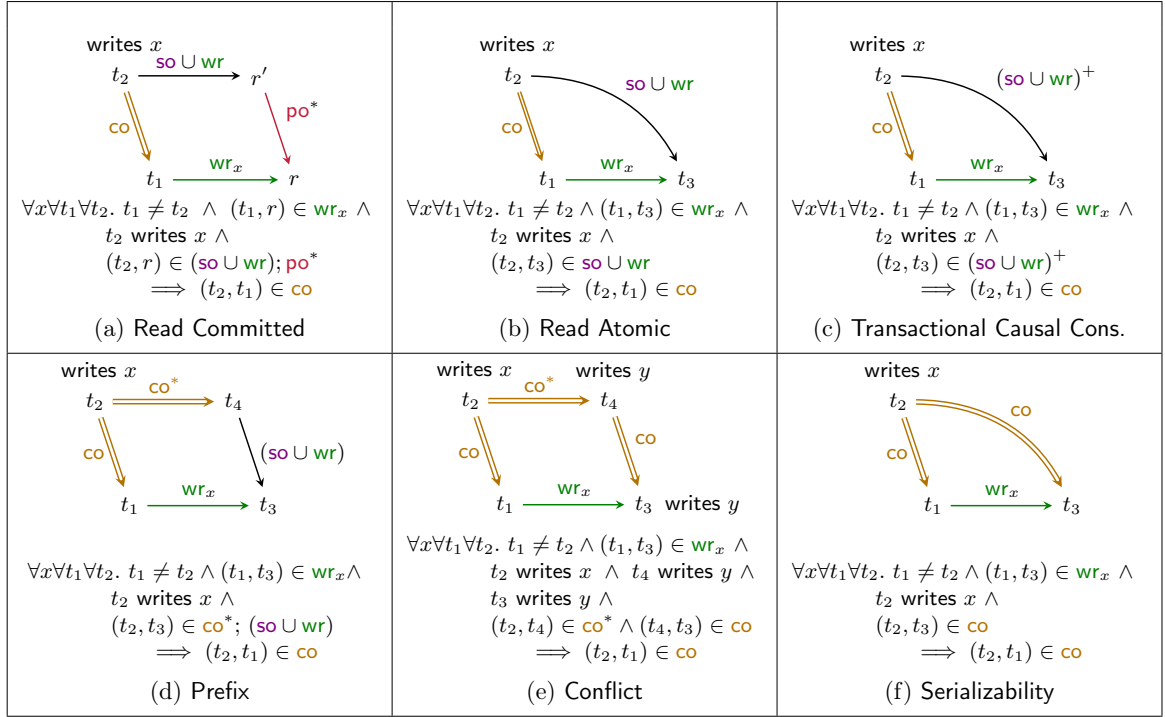 writes x
t₂ so ∪ wr r′
co po*
t₁ wrₓ r
∀x∀t₁∀t₂. t₁ ≠ t₂ ∧ (t₁, r) ∈ wrₓ ∧
t₂ writes x ∧
(t₂, r) ∈ (so ∪ wr); po*
⟹ (t₂, t₁) ∈ co
(a) Read Committed
writes x
t₂ so ∪ wr
co
t₁ wrₓ t₃
∀x∀t₁∀t₂. t₁ ≠ t₂ ∧ (t₁, t₃) ∈ wrₓ ∧
t₂ writes x ∧
(t₂, t₃) ∈ so ∪ wr
⟹ (t₂, t₁) ∈ co
(b) Read Atomic
writes x
t₂ (so ∪ wr)⁺
co
t₁ wrₓ t₃
∀x∀t₁∀t₂. t₁ ≠ t₂ ∧ (t₁, t₃) ∈ wrₓ ∧
t₂ writes x ∧
(t₂, t₃) ∈ (so ∪ wr)⁺
⟹ (t₂, t₁) ∈ co
(c) Transactional Causal Cons.
writes x
t₂ co* t₄
co (so ∪ wr)
t₁ wrₓ t₃
∀x∀t₁∀t₂. t₁ ≠ t₂ ∧ (t₁, t₃) ∈ wrₓ∧
t₂ writes x ∧
(t₂, t₃) ∈ co*; (so ∪ wr)
⟹ (t₂, t₁) ∈ co
(d) Prefix
writes x writes y
t₂ co* t₄
co co
t₁ wrₓ t₃ writes y
∀x∀t₁∀t₂. t₁ ≠ t₂ ∧ (t₁, t₃) ∈ wrₓ ∧
t₂ writes x ∧ t₄ writes y ∧
t₃ writes y ∧
(t₂, t₄) ∈ co* ∧ (t₄, t₃) ∈ co
⟹ (t₂, t₁) ∈ co
(e) Conflict
writes x
t₂ co
co
t₁ wrₓ t₃
∀x∀t₁∀t₂. t₁ ≠ t₂ ∧ (t₁, t₃) ∈ wrₓ ∧
t₂ writes x ∧
(t₂, t₃) ∈ co
⟹ (t₂, t₁) ∈ co
(f) Serializability